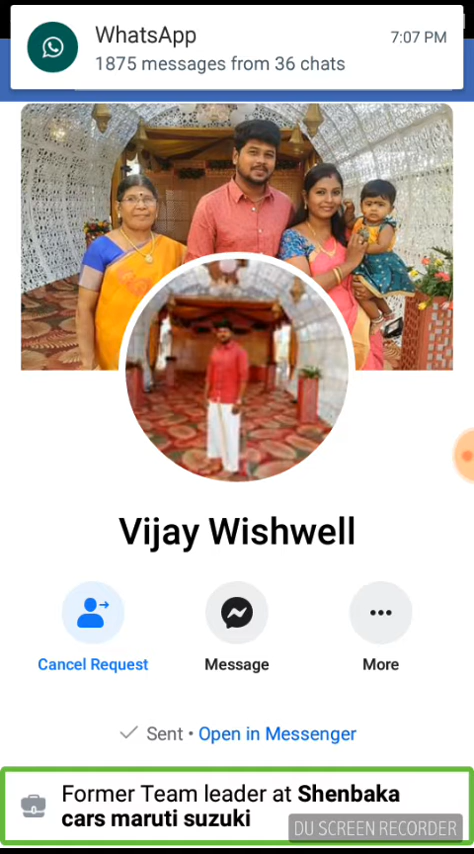 WhatsApp 7:07 PM
1875 messages from 36 chats
Vijay Wishwell
Cancel Request Message More
Sent • Open in Messenger
Former Team leader at Shenbaka
cars maruti suzuki
DU SCREEN RECORDER